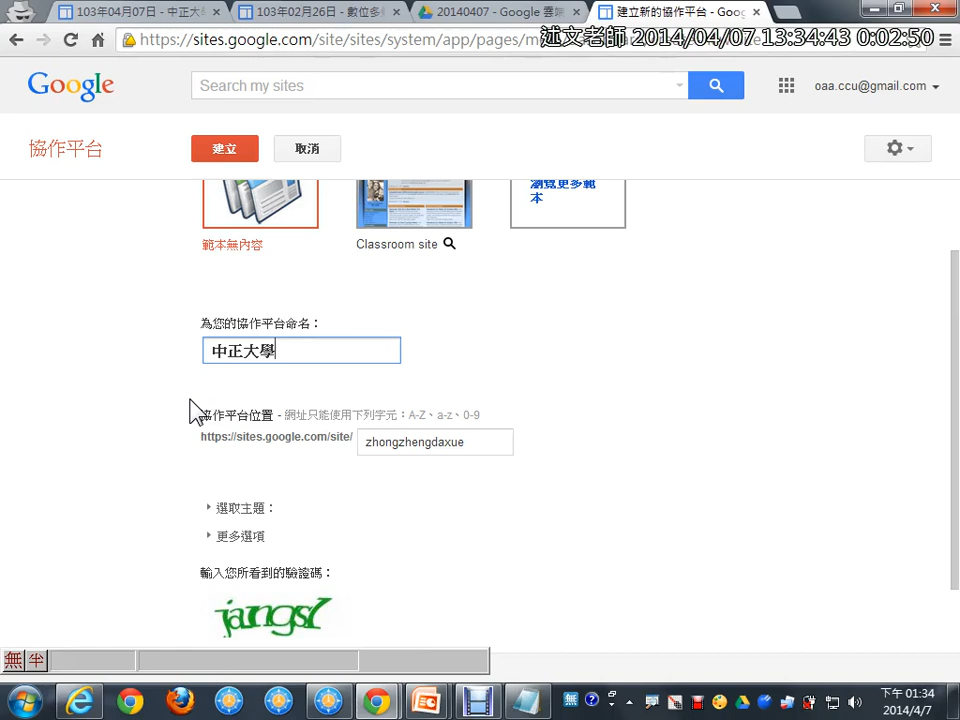 103年04月07日 - 中正大
103年02月26日 - 數位多
20140407 - Google 雲端
建立新的協作平台 - Goog
https://sites.google.com/site/sites/system/app/pages/m
述文老師 2014/04/07 13:34:43 0:02:50
Google
Search my sites
oaa.ccu@gmail.com
協作平台
建立
取消
瀏覽更多範
本
範本無內容
Classroom site
為您的協作平台命名：
中正大學
協作平台位置 - 網址只能使用下列字元：A-Z、a-z、0-9
https://sites.google.com/site/
zhongzhengdaxue
選取主題：
更多選項
輸入您所看到的驗證碼：
無 半
無
下午 01:34
2014/4/7